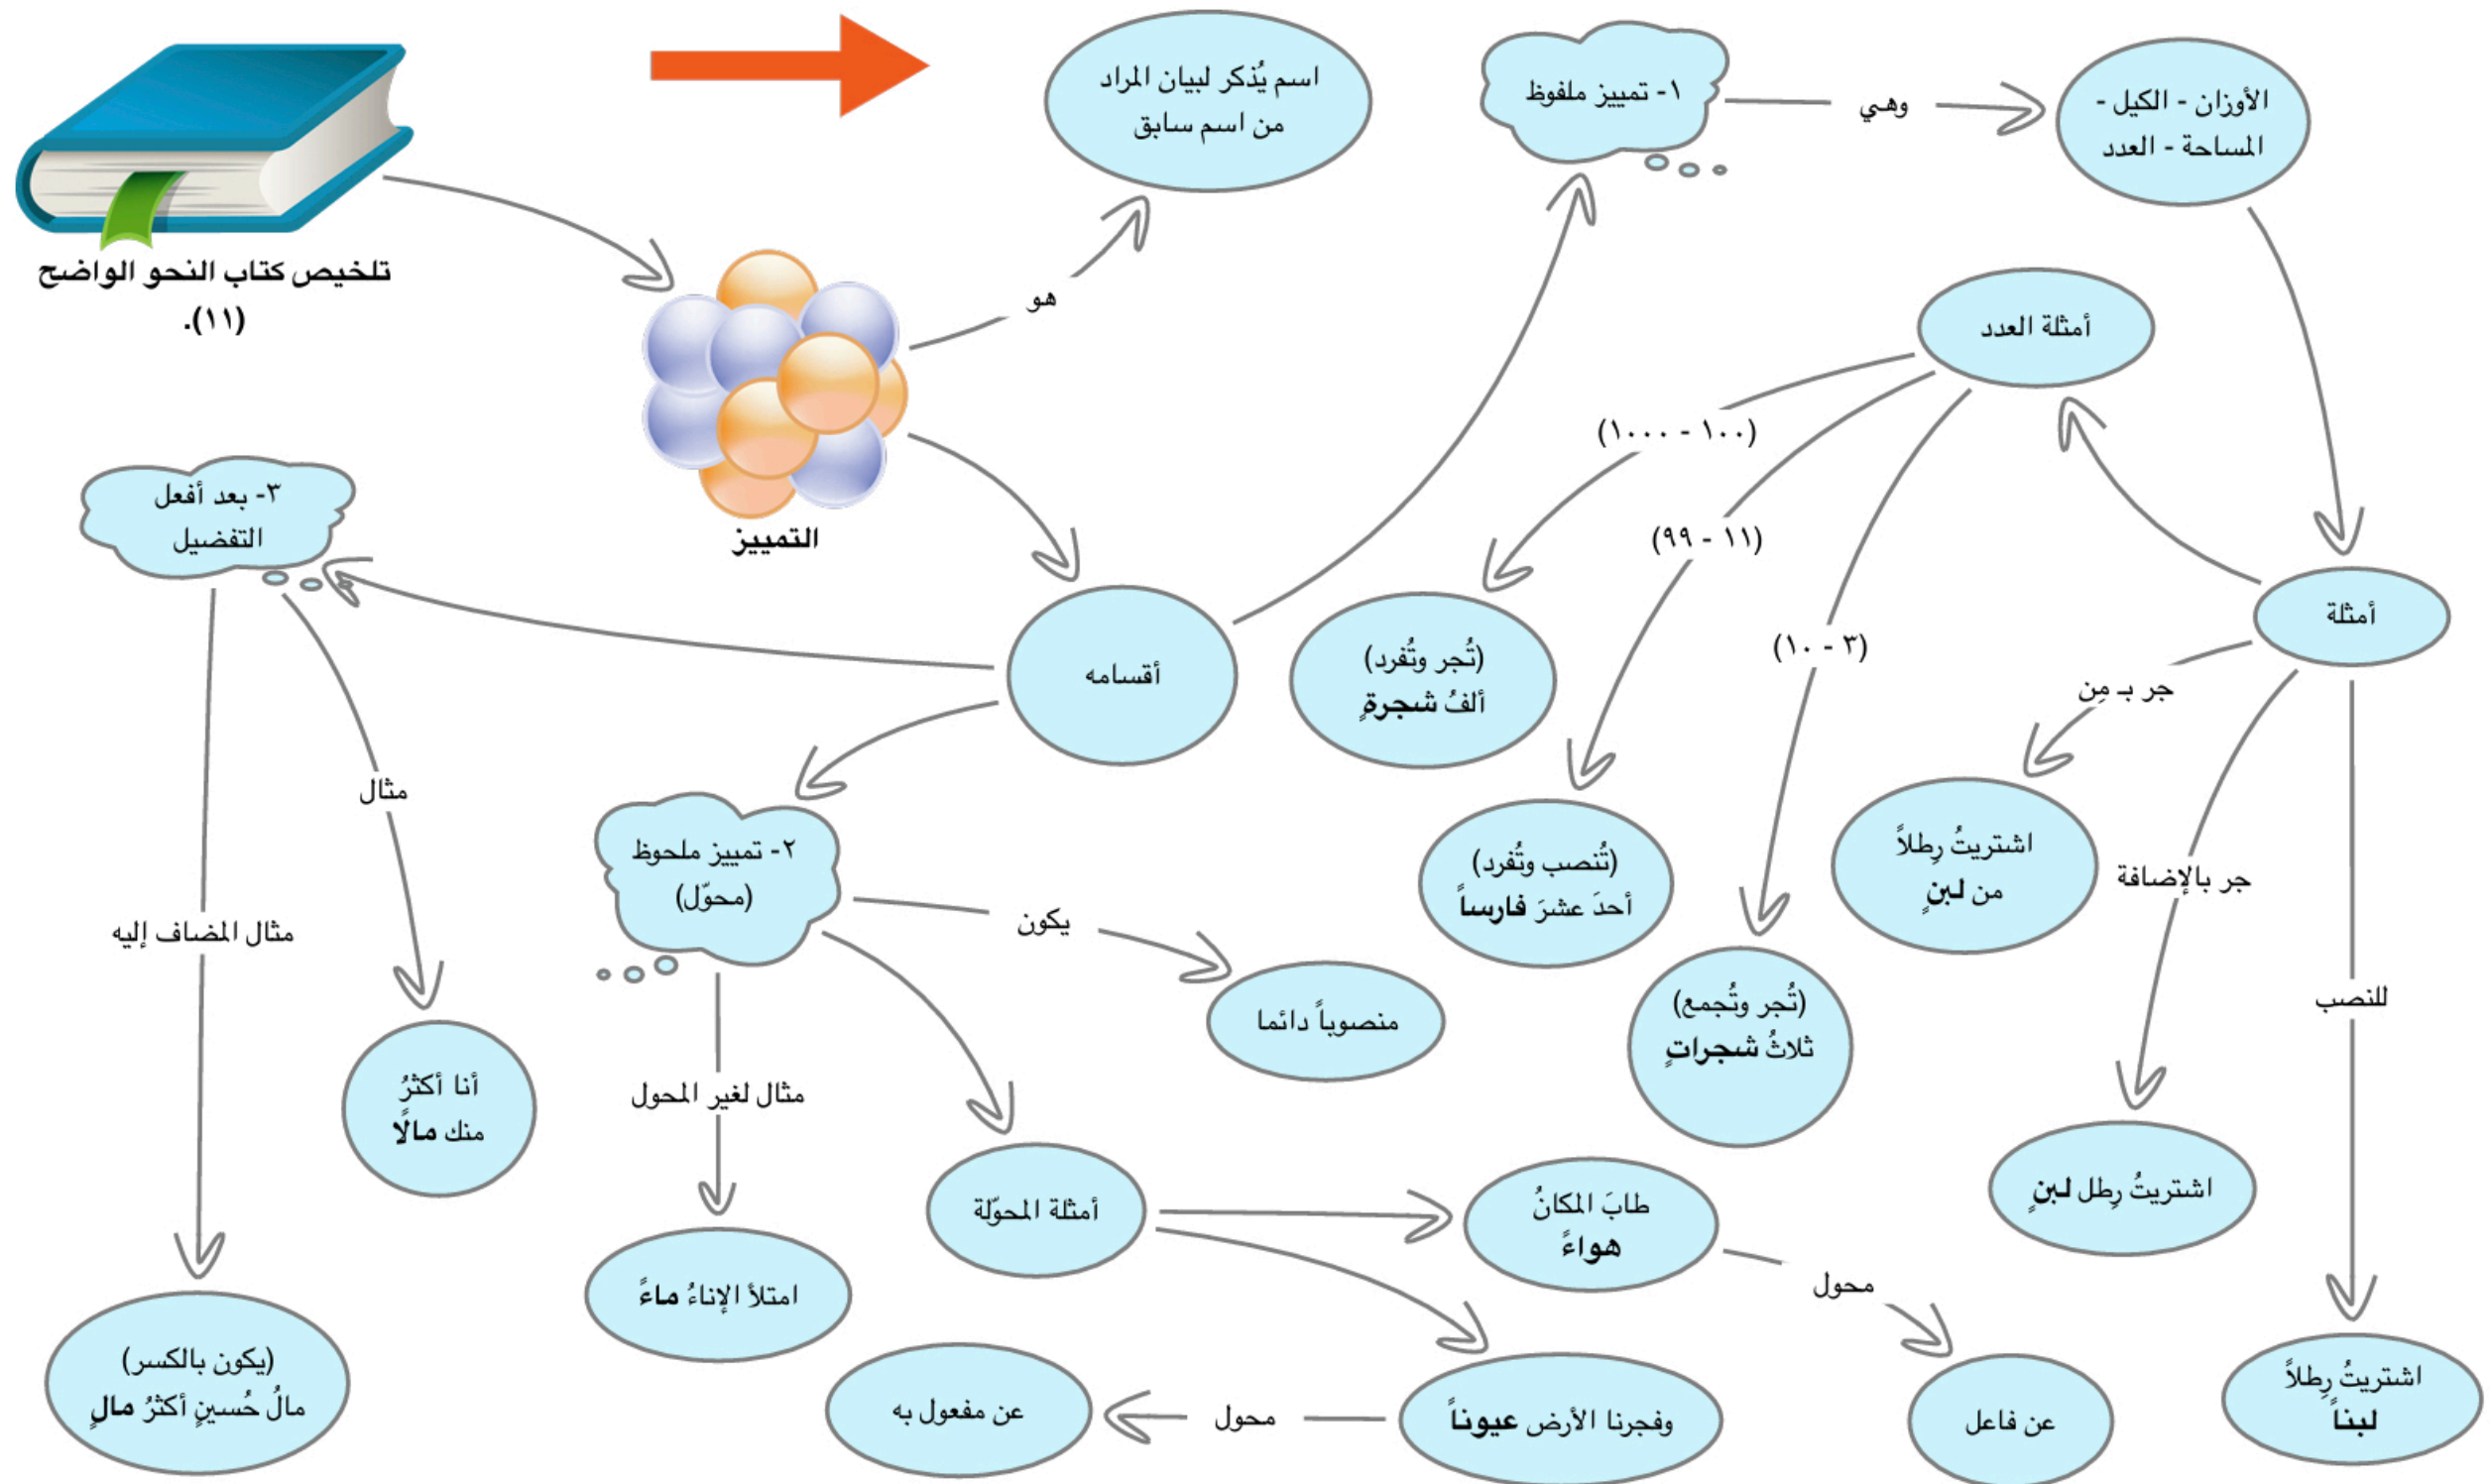 تلخيص كتاب النحو الواضح
(١١).
التمييز
هو
اسم يُذكر لبيان المراد
من اسم سابق
أقسامه
١- تمييز ملفوظ
وهي
الأوزان - الكيل -
المساحة - العدد
أمثلة
جر بـ مِن
اشتريتُ رِطلاً
من لبنٍ
جر بالإضافة
اشتريتُ رِطل لبنٍ
للنصب
اشتريتُ رِطلاً
لبناً
أمثلة العدد
(١٠٠ - ١٠٠٠)
(تُجر وتُفرد)
ألفُ شجرةٍ
(١١ - ٩٩)
(تُنصب وتُفرد)
أحدَ عشرَ فارساً
(٣ - ١٠)
(تُجر وتُجمع)
ثلاثُ شجراتٍ
٢- تمييز ملحوظ
(محوّل)
يكون
منصوباً دائما
أمثلة المحوّلة
طابَ المكانُ
هواءً
محول
عن فاعل
وفجرنا الأرض عيوناً
محول
عن مفعول به
مثال لغير المحول
امتلأ الإناءُ ماءً
٣- بعد أفعل
التفضيل
مثال
أنا أكثرُ
منك مالًا
مثال المضاف إليه
(يكون بالكسر)
مالُ حُسينٍ أكثرُ مالٍ